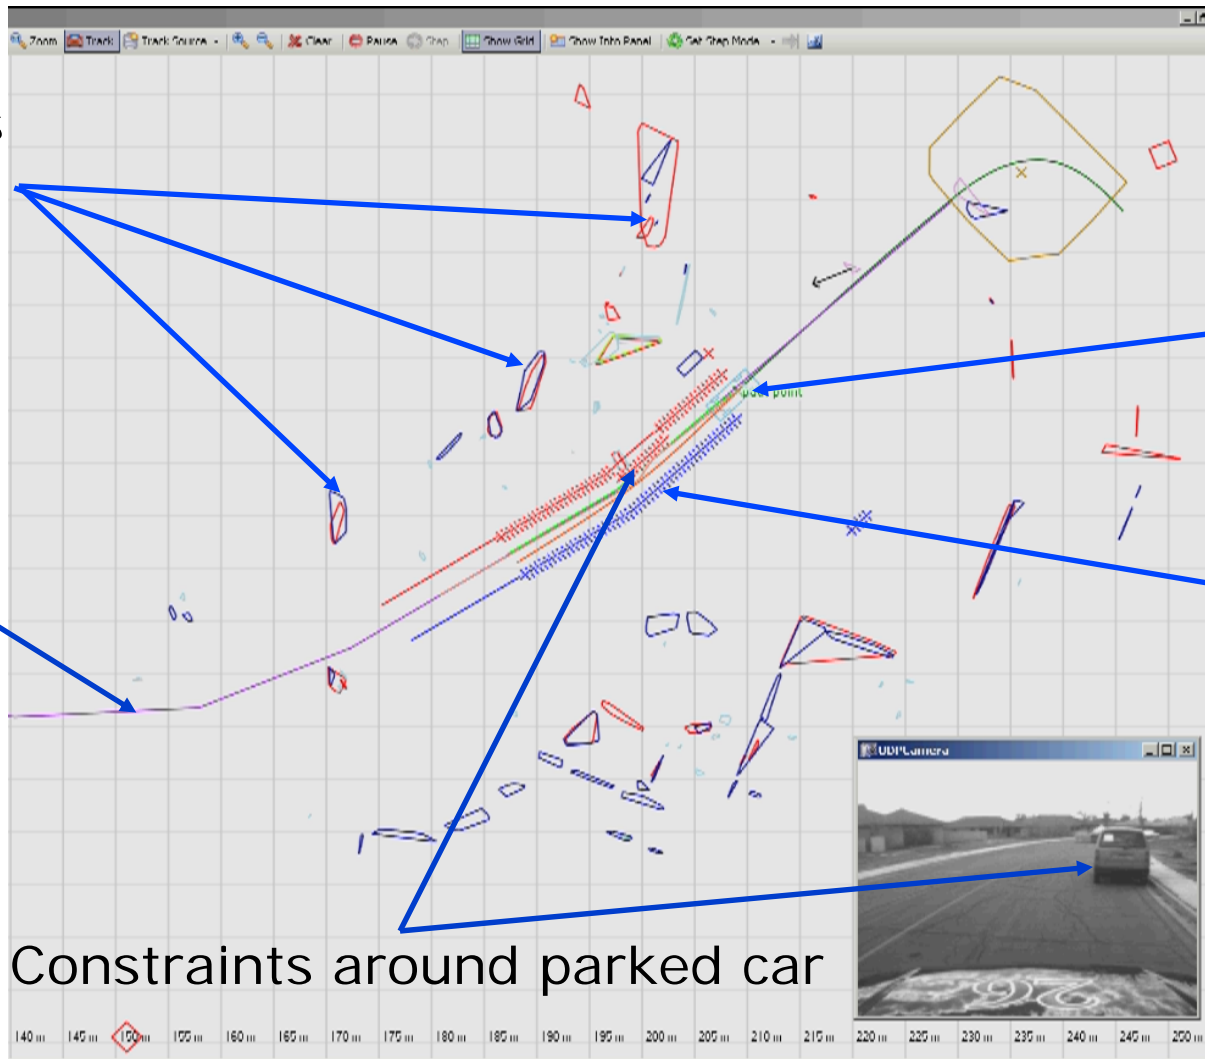 s
Zoom Track Track Source Clear Pause Step Show Grid Show Info Panel Set Step Mode
point
UDPCamera
Constraints around parked car
140 m 145 m 150 m 155 m 160 m 165 m 170 m 175 m 180 m 185 m 190 m 195 m 200 m 205 m 210 m 215 m 220 m 225 m 230 m 235 m 240 m 245 m 250 m